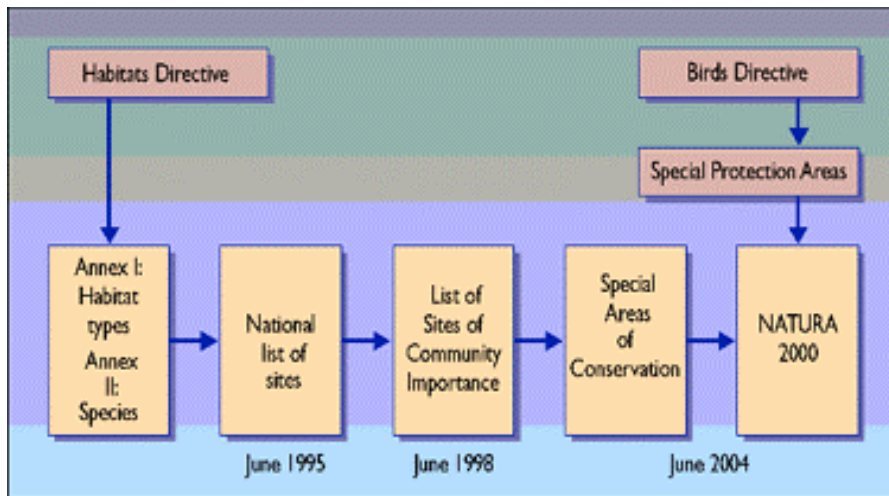 Habitats Directive
Birds Directive
Special Protection Areas
Annex I:
Habitat
types
Annex
II:
Species
National
list of
sites
List of
Sites of
Community
Importance
Special
Areas
of
Conservation
NATURA
2000
June 1995
June 1998
June 2004